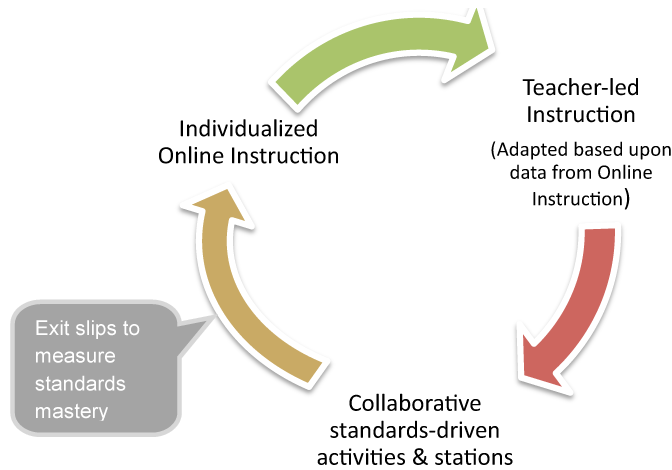 Teacher-led
Instruction
(Adapted based upon
data from Online
Instruction)
Individualized
Online Instruction
Exit slips to
measure
standards
mastery
Collaborative
standards-driven
activities & stations